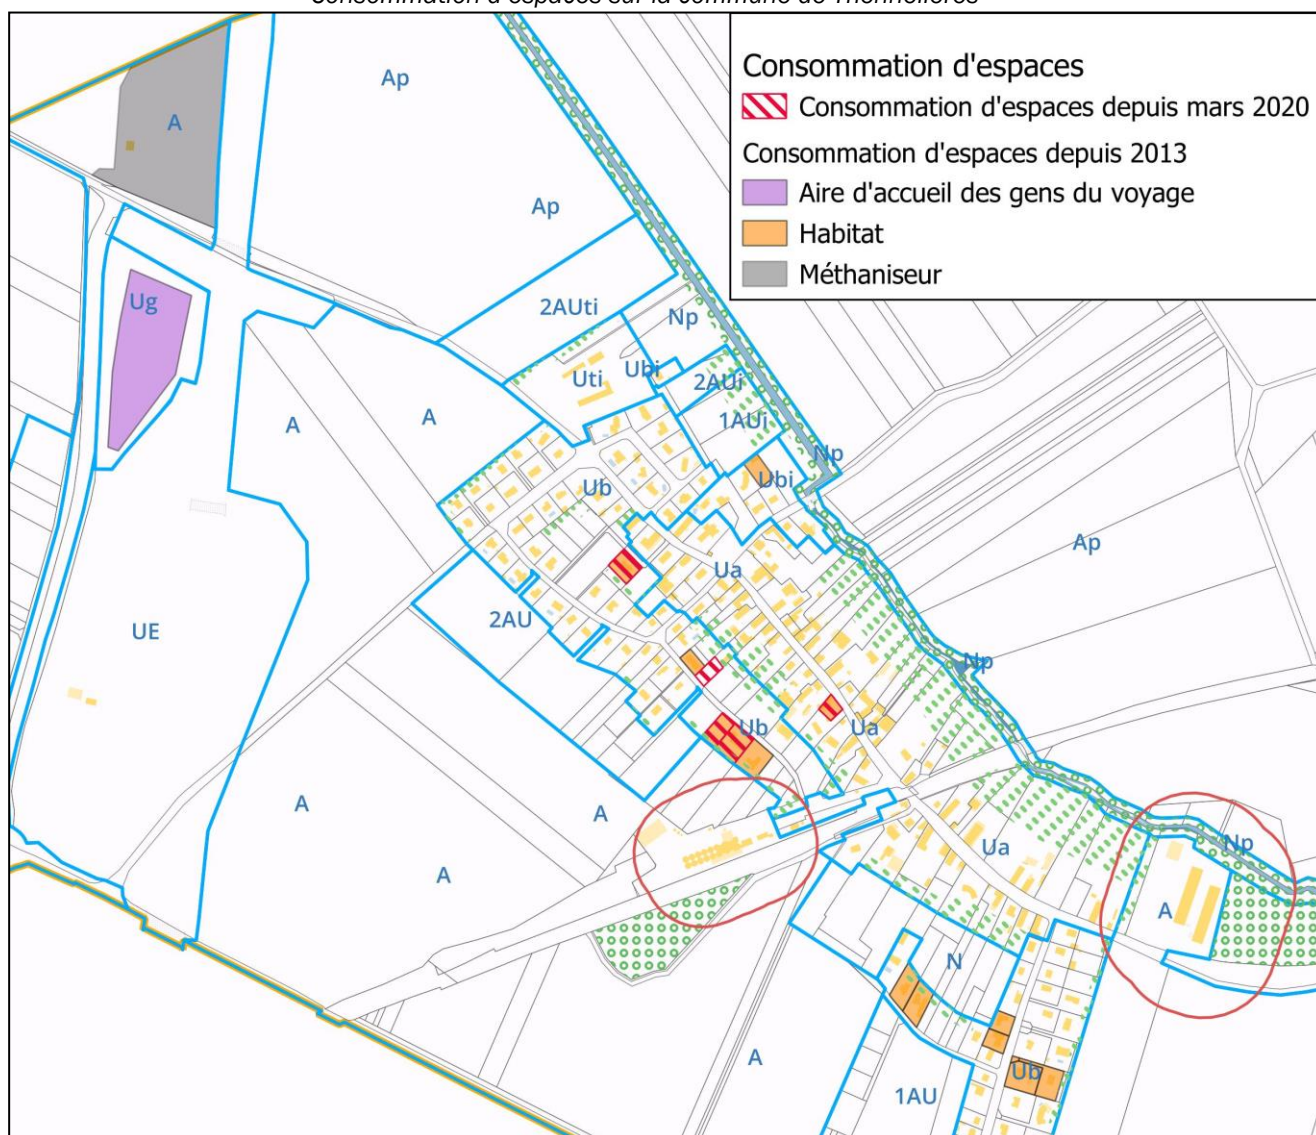 Consommation d'espaces sur la commune de Thennelières
Consommation d'espaces
Consommation d'espaces depuis mars 2020
Consommation d'espaces depuis 2013
Aire d'accueil des gens du voyage
Habitat
Méthaniseur
Ap
A
Ap
Ug
2AUti
Np
Uti
Ubi
2AUi
1AUi
A
A
Np
Ubi
Ub
Ap
Ua
2AU
UE
Np
Ub
Ua
A
A
Ua
Np
A
A
N
A
Ub
1AU